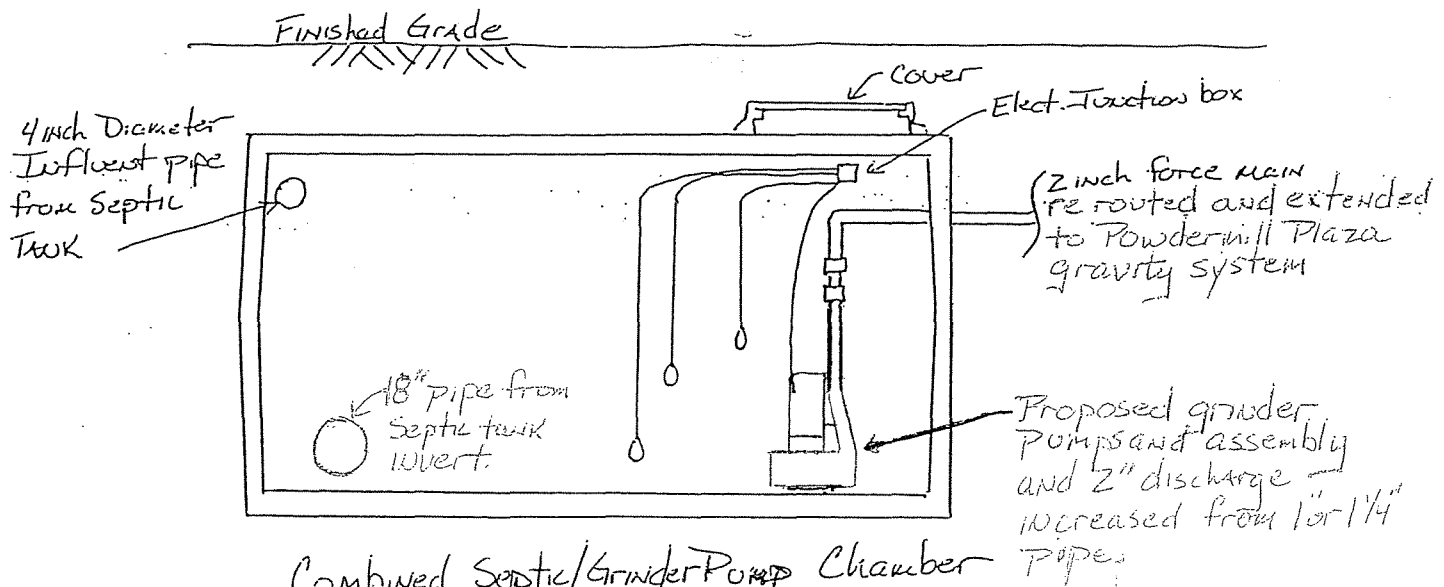 Finished Grade
Cover
Elect. Junction box
4 inch Diameter
Influent pipe
from Septic
Tank
2 inch force main
re routed and extended
to Powdermill Plaza
gravity system
18" pipe from
Septic tank
invert.
Proposed grinder
pumps and assembly
and 2" discharge –
increased from 1" or 1 1/4"
pipe.
Combined Septic/Grinder Pump Chamber